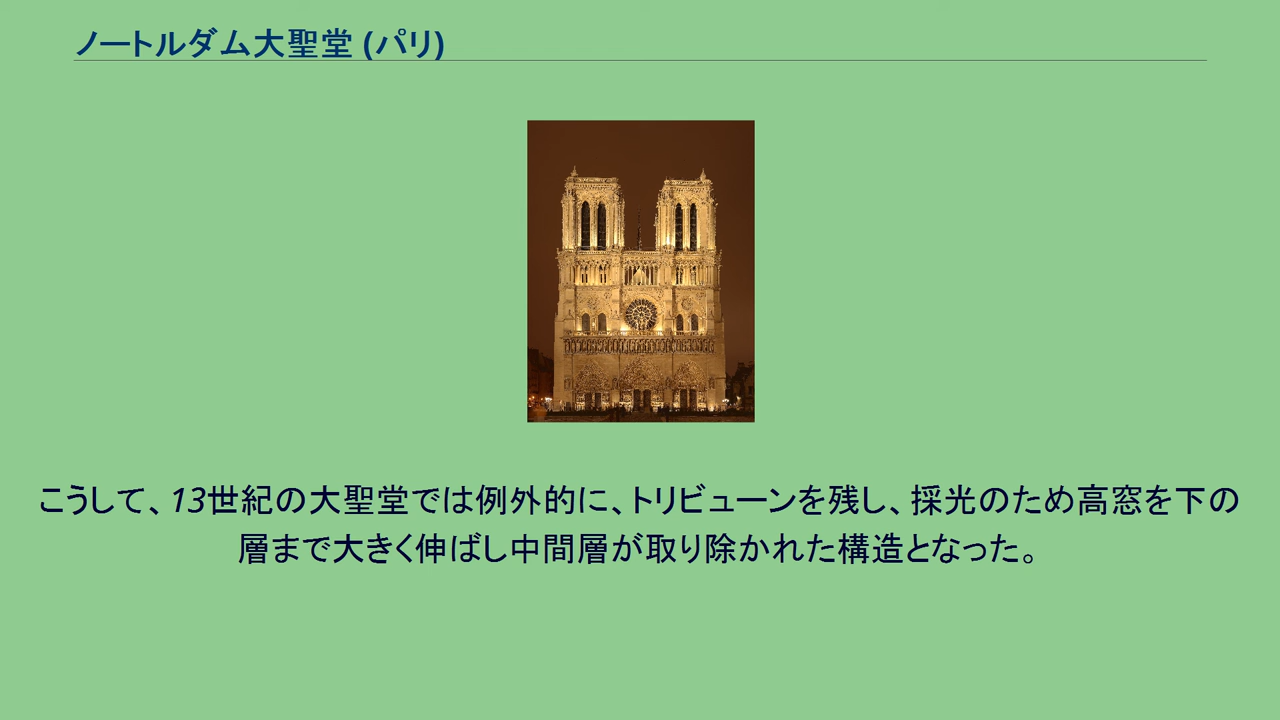 ノートルダム大聖堂 (パリ)
こうして、13世紀の大聖堂では例外的に、トリビューンを残し、採光のため高窓を下の
層まで大きく伸ばし中間層が取り除かれた構造となった。